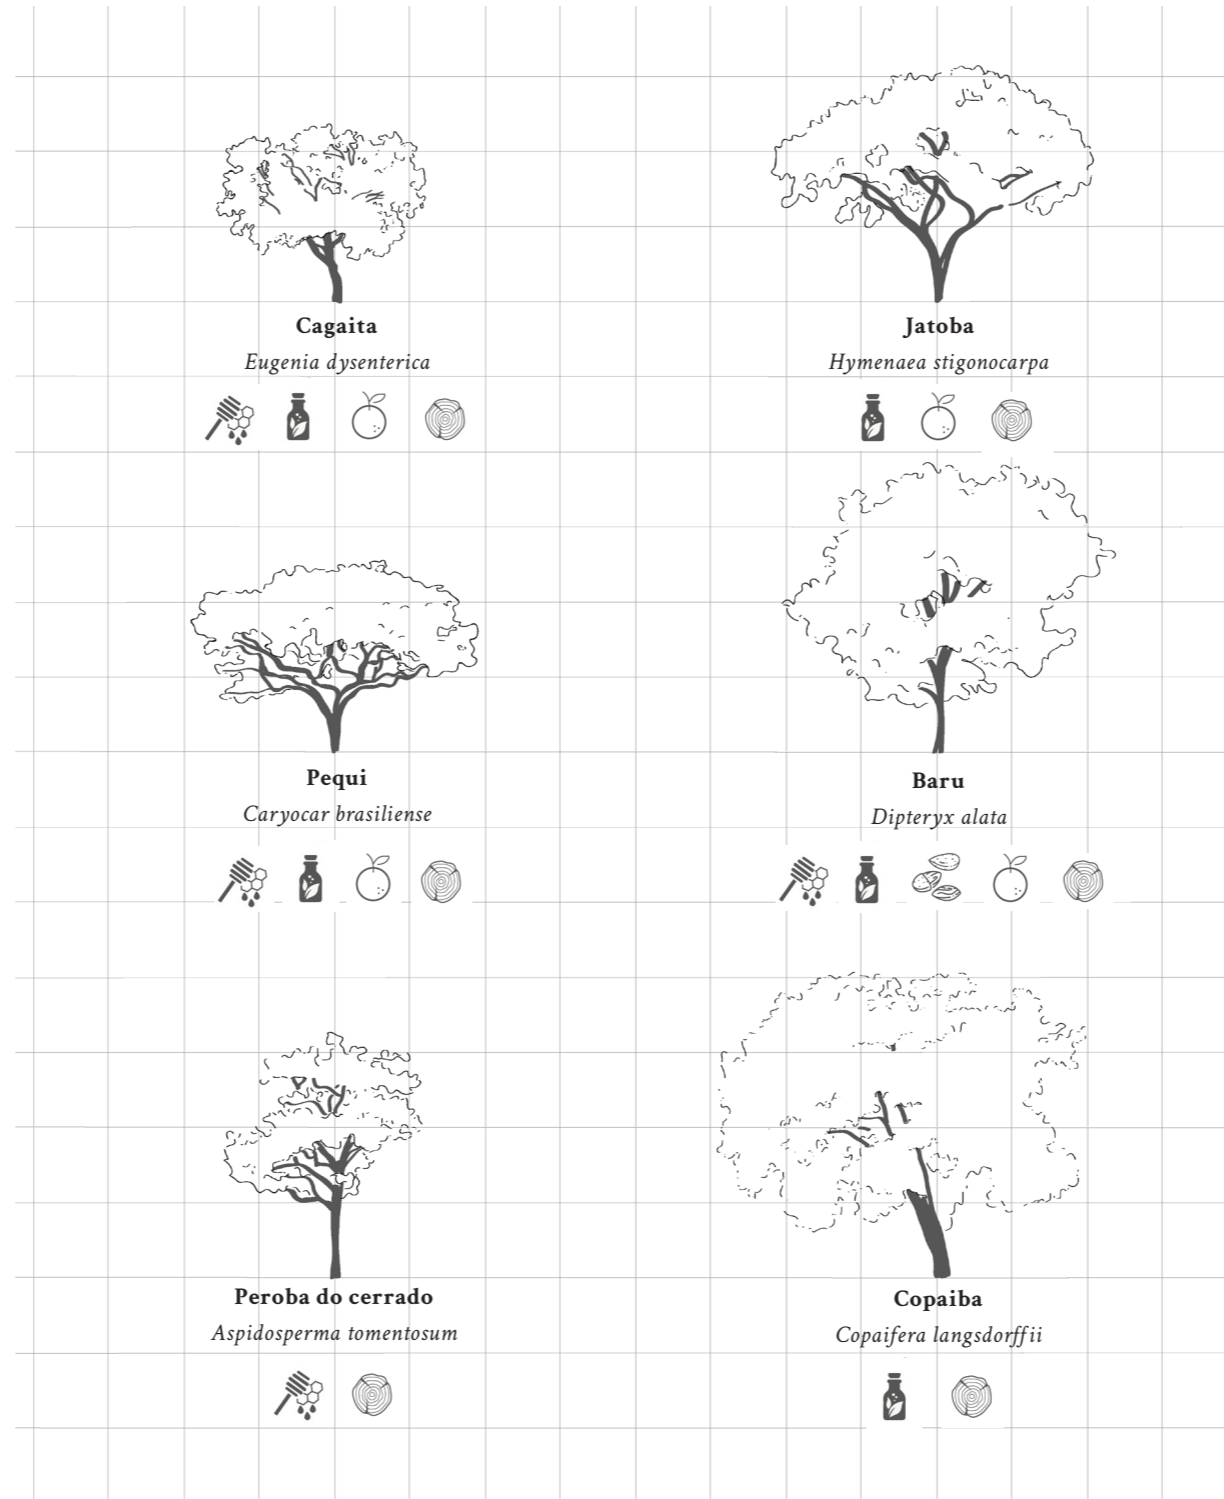 Cagaita
Eugenia dysenterica
Jatoba
Hymenaea stigonocarpa
Pequi
Caryocar brasiliense
Baru
Dipteryx alata
Peroba do cerrado
Aspidosperma tomentosum
Copaiba
Copaifera langsdorffii